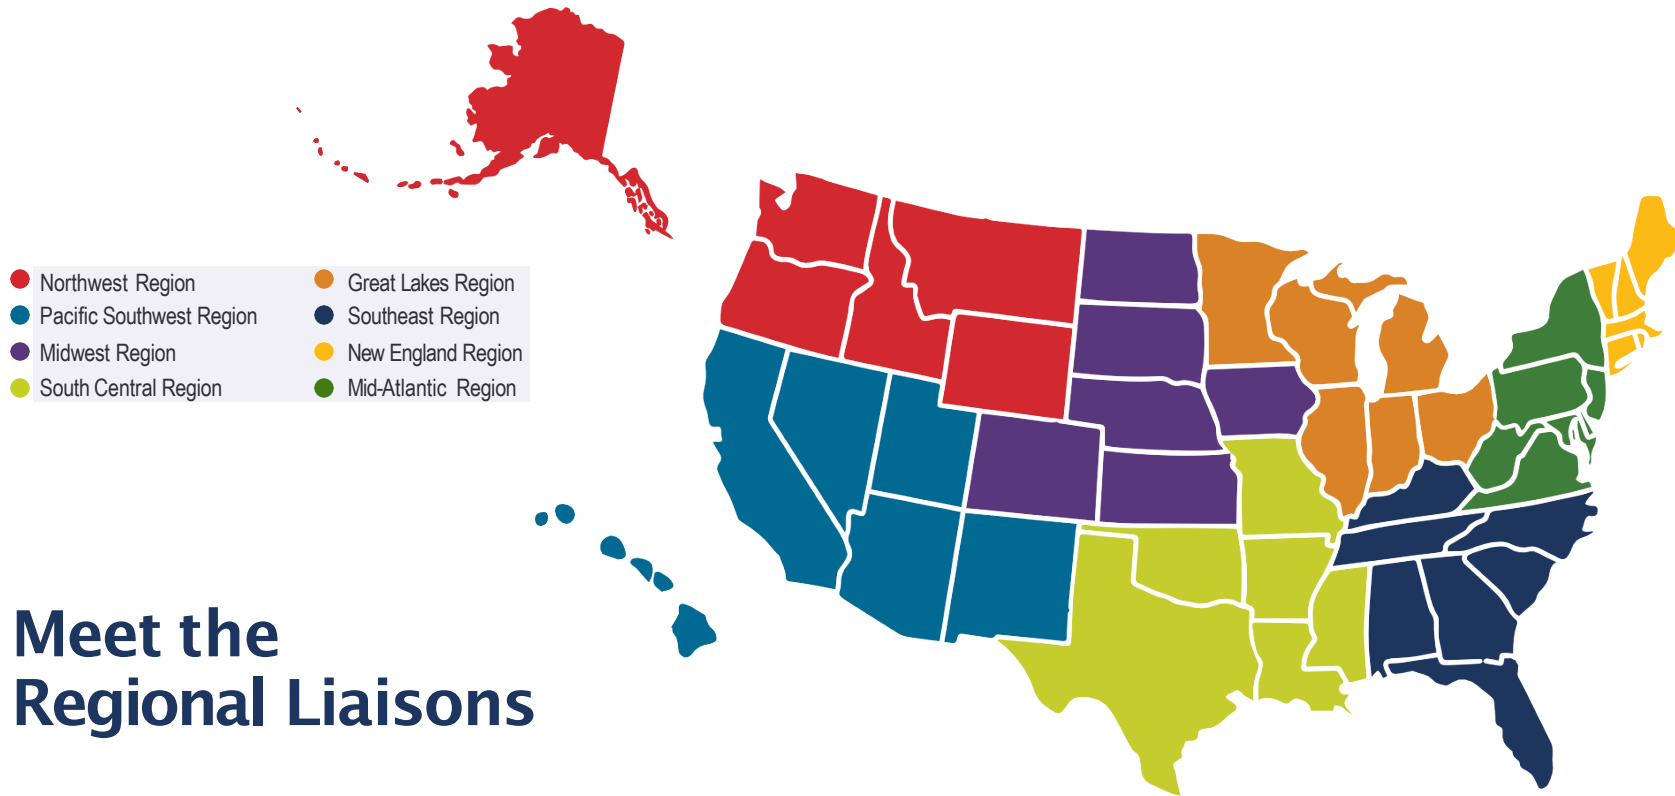 Northwest Region
Great Lakes Region
Pacific Southwest Region
Southeast Region
Midwest Region
New England Region
South Central Region
Mid-Atlantic Region
Meet the
Regional Liaisons